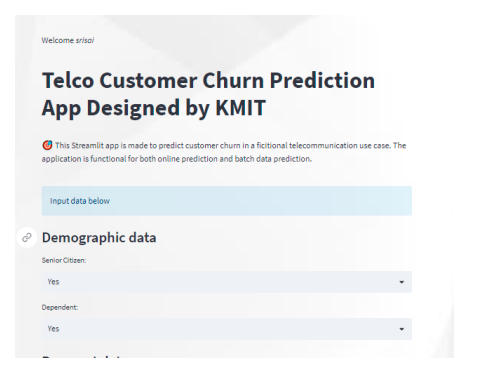 Welcome srisai
Telco Customer Churn Prediction
App Designed by KMIT
This Streamlit app is made to predict customer churn in a ficitional telecommunication use case. The
application is functional for both online prediction and batch data prediction.
Input data below
Demographic data
Senior Citizen:
Yes
Dependent:
Yes